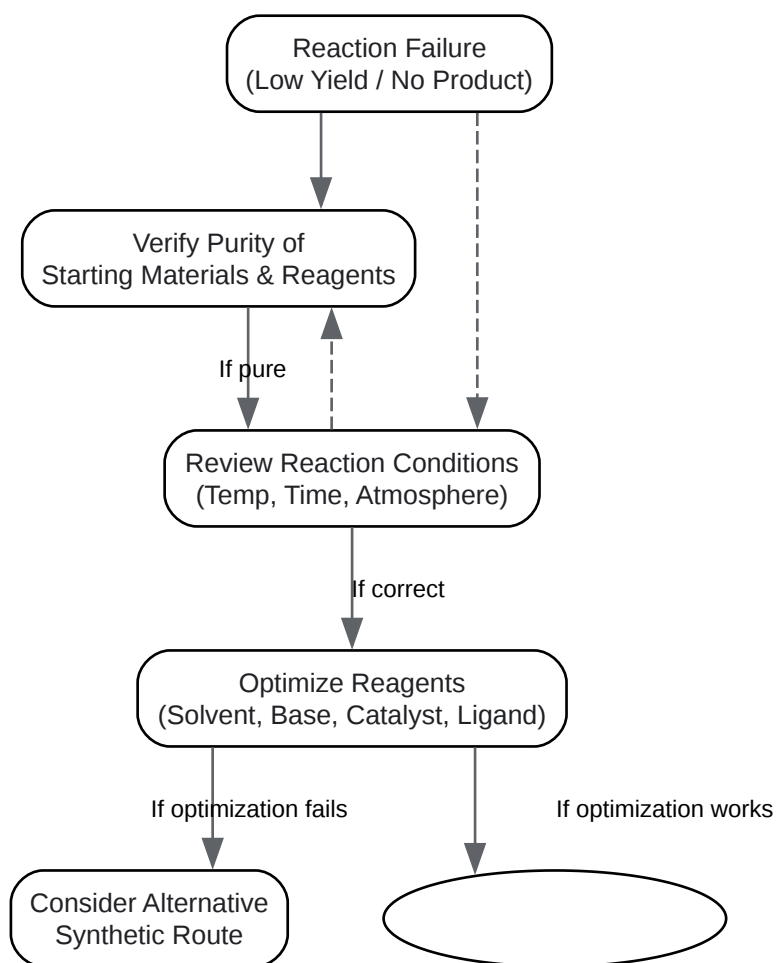 Reaction Failure
(Low Yield / No Product)
Verify Purity of
Starting Materials & Reagents
If pure
Review Reaction Conditions
(Temp, Time, Atmosphere)
If correct
Optimize Reagents
(Solvent, Base, Catalyst, Ligand)
If optimization fails
If optimization works
Consider Alternative
Synthetic Route